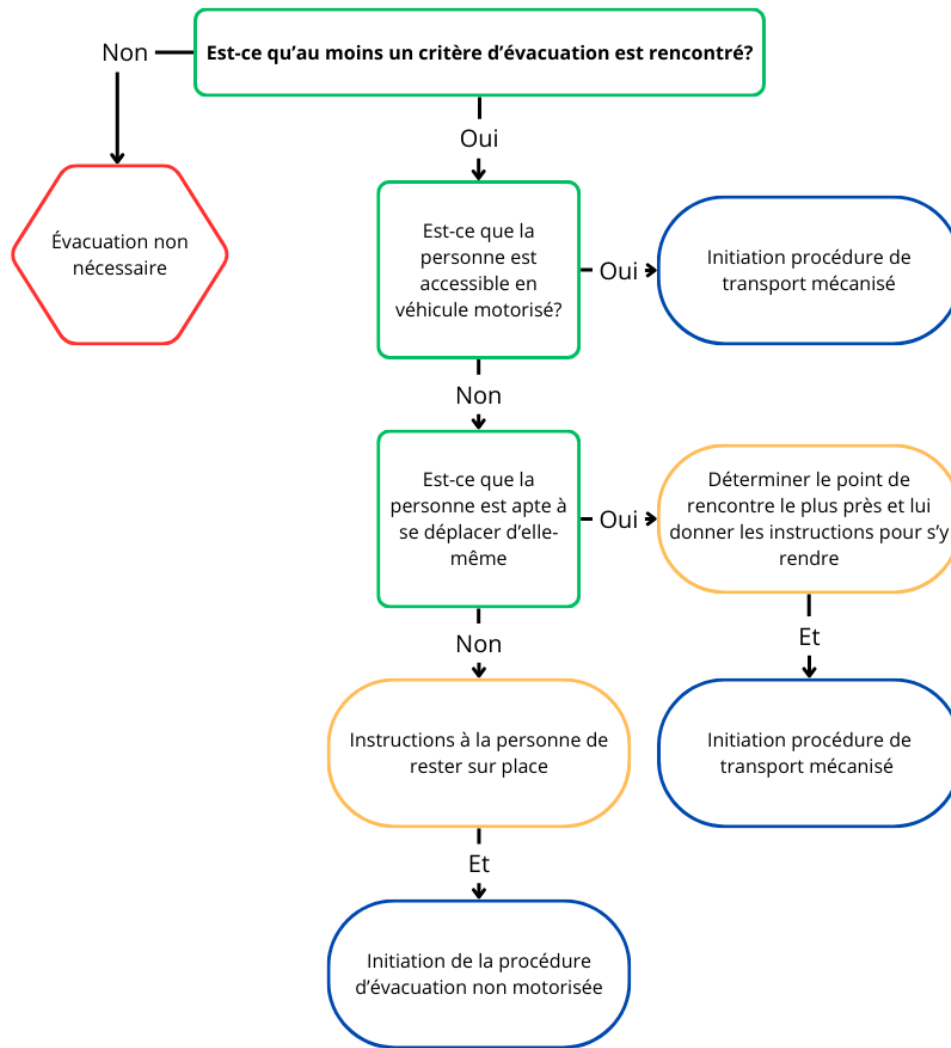 Non
Est-ce qu'au moins un critère d'évacuation est rencontré?
Oui
Évacuation non
nécessaire
Est-ce que la
personne est
accessible en
véhicule motorisé?
Oui
Initiation procédure de
transport mécanisé
Non
Est-ce que la
personne est apte à
se déplacer d'elle-
même
Oui
Déterminer le point de
rencontre le plus près et lui
donner les instructions pour s'y
rendre
Non
Et
Instructions à la personne de
rester sur place
Initiation procédure de
transport mécanisé
Et
Initiation de la procédure
d'évacuation non motorisée